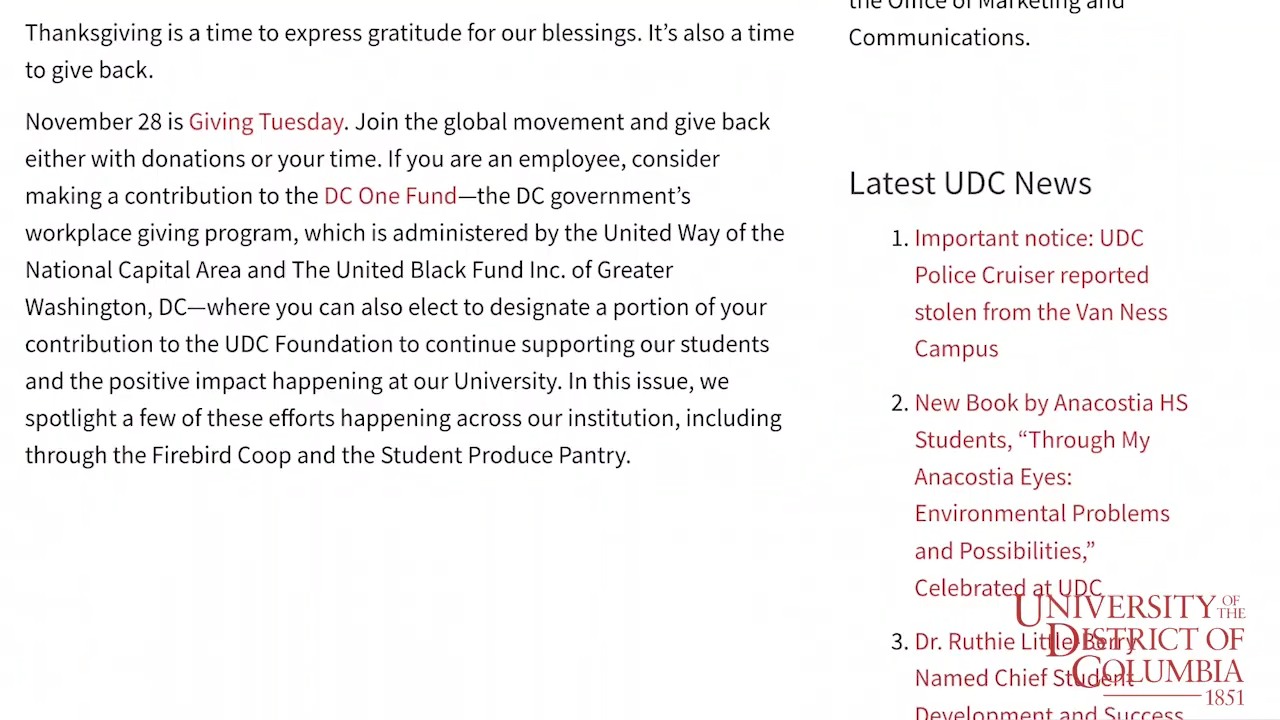 Thanksgiving is a time to express gratitude for our blessings. It’s also a time
to give back.
November 28 is Giving Tuesday. Join the global movement and give back
either with donations or your time. If you are an employee, consider
making a contribution to the DC One Fund—the DC government’s
workplace giving program, which is administered by the United Way of the
National Capital Area and The United Black Fund Inc. of Greater
Washington, DC—where you can also elect to designate a portion of your
contribution to the UDC Foundation to continue supporting our students
and the positive impact happening at our University. In this issue, we
spotlight a few of these efforts happening across our institution, including
through the Firebird Coop and the Student Produce Pantry.
the Office of Marketing and
Communications.
Latest UDC News
1. Important notice: UDC
Police Cruiser reported
stolen from the Van Ness
Campus
2. New Book by Anacostia HS
Students, “Through My
Anacostia Eyes:
Environmental Problems
and Possibilities,”
Celebrated at UDC
3. Dr. Ruthie Little-Berry
Named Chief Student
Development and Success
UNIVERSITY OF THE
DISTRICT OF
COLUMBIA
1851